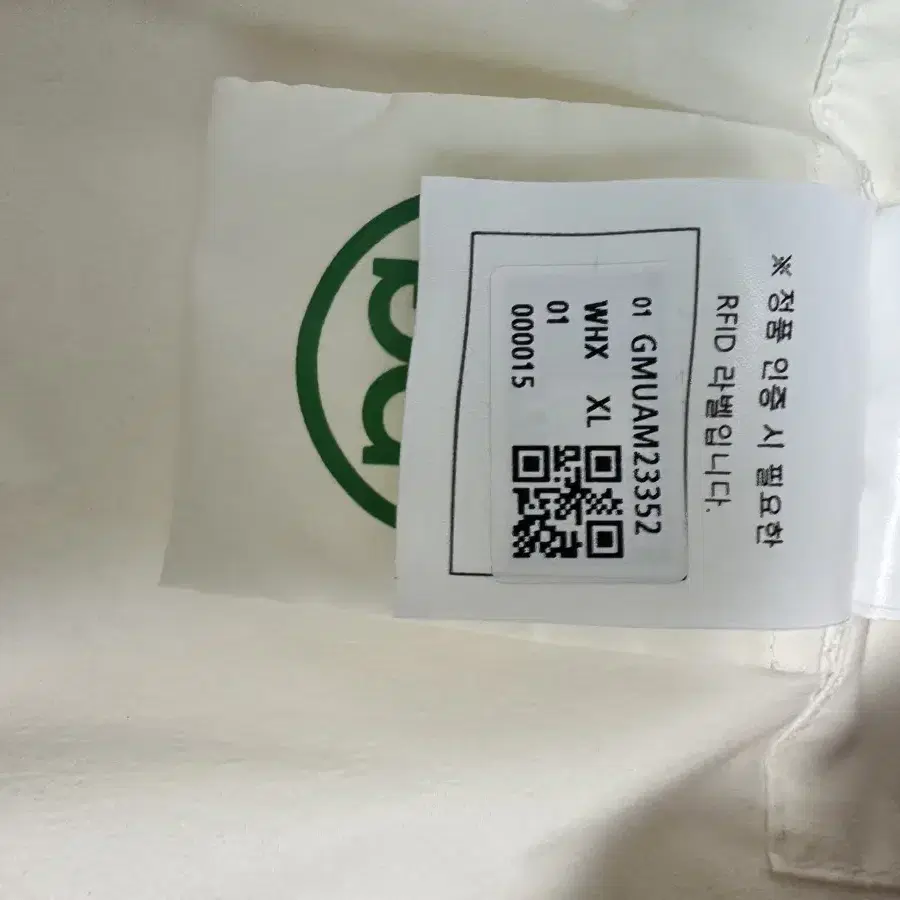 ※ 정품 인증 시 필요한
RFID 라벨입니다.
01 GMUAM23352
WHX XL
01
000015